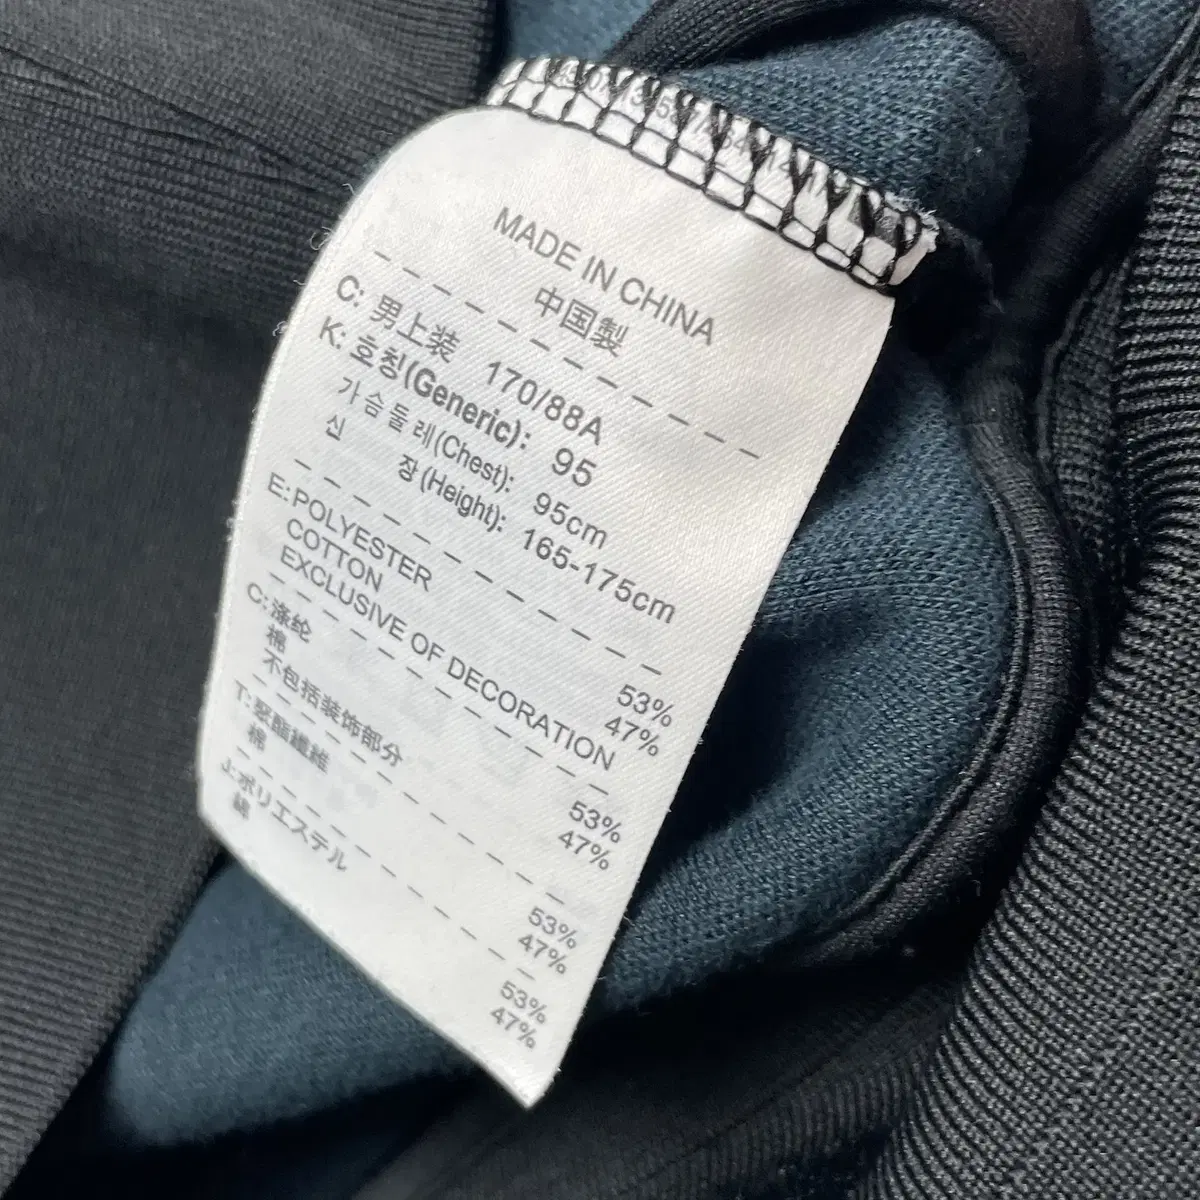 MADE IN CHINA
中国製
C: 男上装 170/88A
K: 호칭(Generic): 95
가슴둘레(Chest): 95cm
신 장(Height): 165-175cm
E: POLYESTER 53%
COTTON 47%
EXCLUSIVE OF DECORATION
C: 涤纶 53%
棉 47%
不包括装饰部分
T: 聚酯纖維 53%
棉 47%
J: ポリエステル 53%
綿 47%